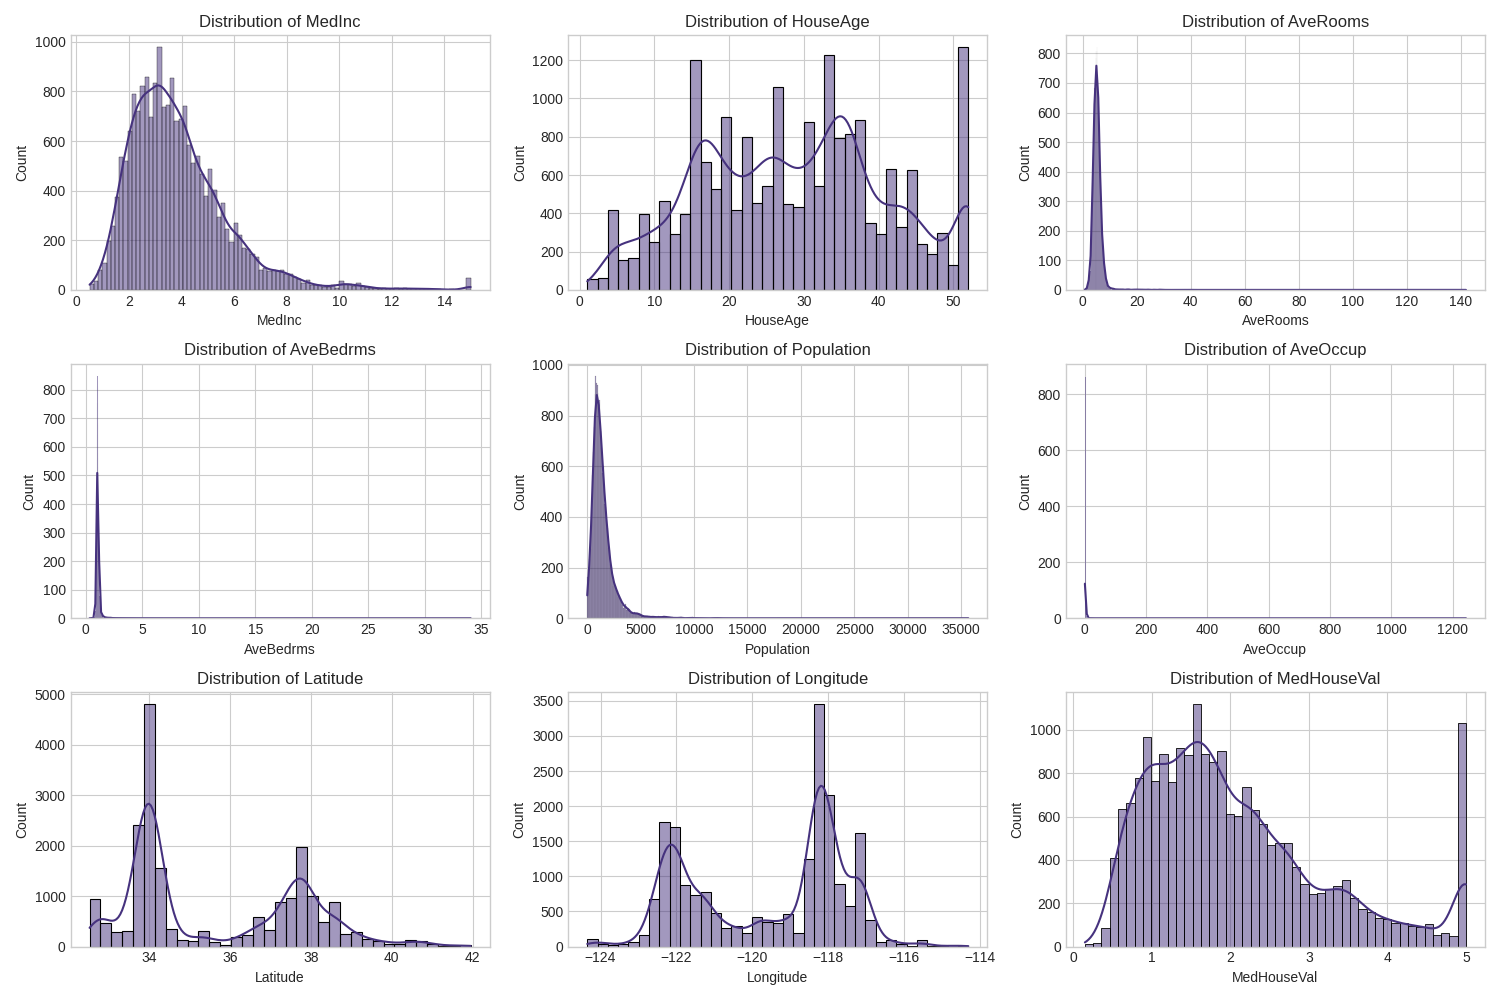 Distribution of MedInc
Distribution of HouseAge
Distribution of AveRooms
1000
800
600
400
200
0
Count
0 2 4 6 8 10 12 14
MedInc
1200
1000
800
600
400
200
0
Count
0 10 20 30 40 50
HouseAge
800
700
600
500
400
300
200
100
0
Count
0 20 40 60 80 100 120 140
AveRooms
Distribution of AveBedrms
Distribution of Population
Distribution of AveOccup
800
700
600
500
400
300
200
100
0
Count
0 5 10 15 20 25 30 35
AveBedrms
1000
800
600
400
200
0
Count
0 5000 10000 15000 20000 25000 30000 35000
Population
800
600
400
200
0
Count
0 200 400 600 800 1000 1200
AveOccup
Distribution of Latitude
Distribution of Longitude
Distribution of MedHouseVal
5000
4000
3000
2000
1000
0
Count
34 36 38 40 42
Latitude
3500
3000
2500
2000
1500
1000
500
0
Count
−124 −122 −120 −118 −116 −114
Longitude
1000
800
600
400
200
0
Count
0 1 2 3 4 5
MedHouseVal